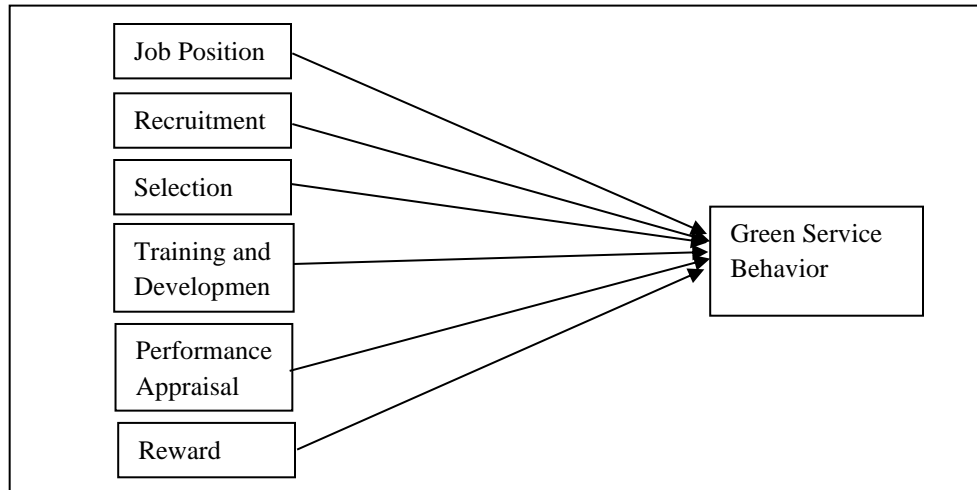 Job Position
Recruitment
Selection
Training and
Developmen
Performance
Appraisal
Reward
Green Service
Behavior